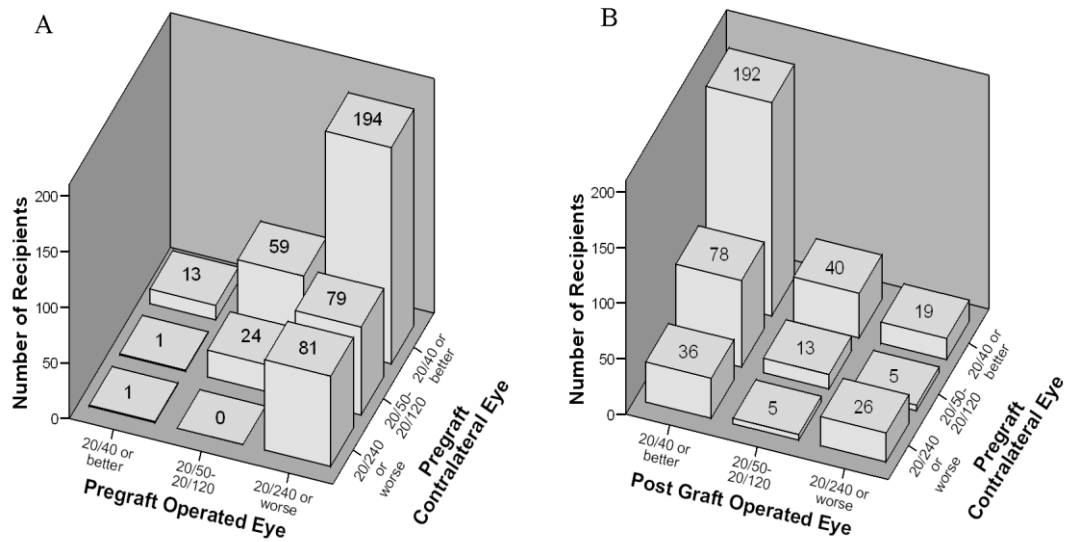 A
Number of Recipients
200
150
100
50
0
194
59
13
79
24
1
81
0
1
20/40 or
better
20/50-
20/120
20/240 or
worse
Pregraft Operated Eye
20/240
or
worse
20/50-
20/120
20/40 or
better
Pregraft
Contralateral Eye
B
Number of Recipients
200
150
100
50
0
192
40
19
78
13
5
36
5
26
20/40 or
better
20/50-
20/120
20/240 or
worse
Post Graft Operated Eye
20/240
or
worse
20/50-
20/120
20/40 or
better
Pregraft
Contralateral Eye